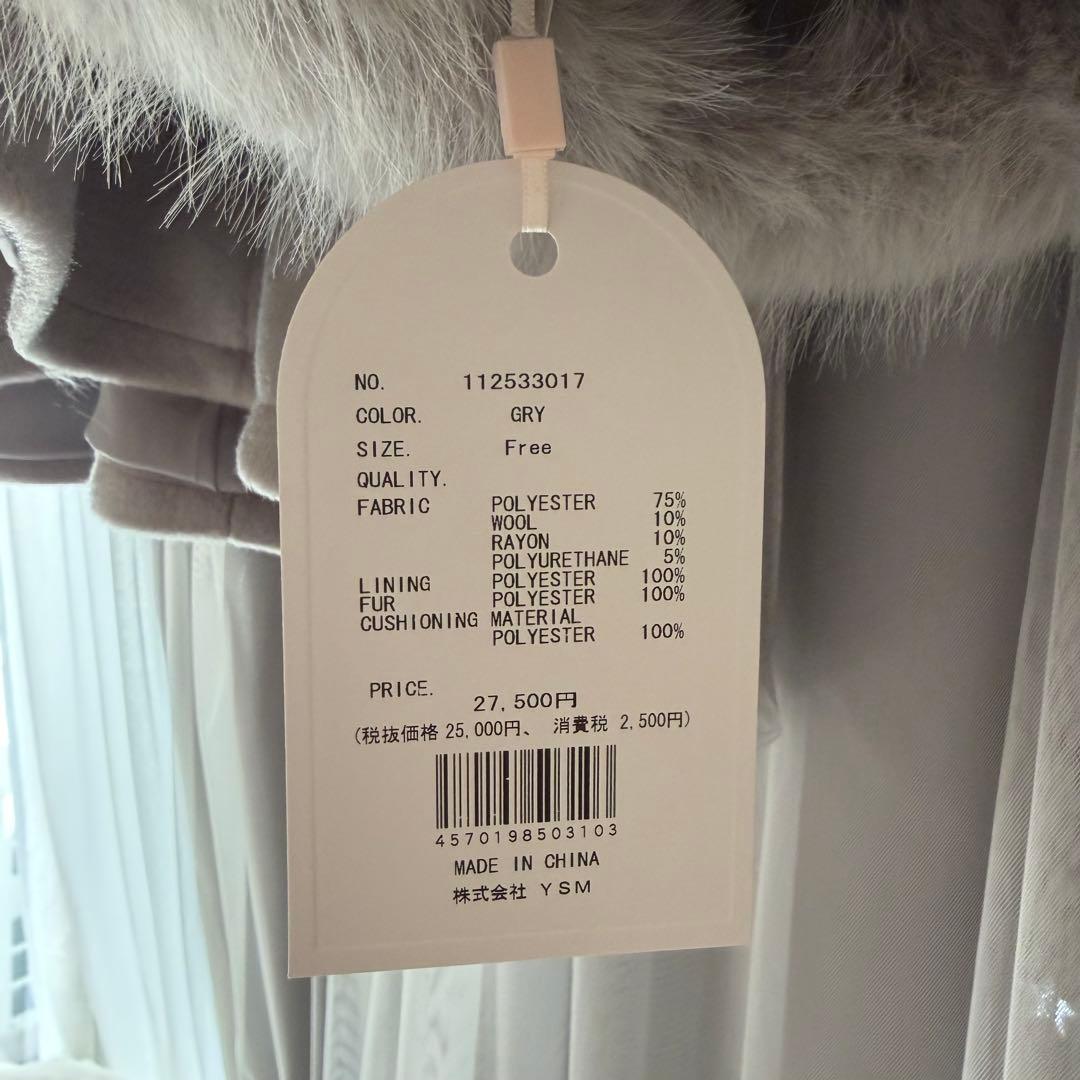 NO. 112533017
COLOR. GRY
SIZE. Free
QUALITY.
FABRIC POLYESTER 75%
WOOL 10%
RAYON 10%
POLYURETHANE 5%
LINING POLYESTER 100%
FUR POLYESTER 100%
CUSHIONING MATERIAL
POLYESTER 100%
PRICE. 27,500円
(税抜価格 25,000円、 消費税 2,500円)
4570198503103
MADE IN CHINA
株式会社 YSM